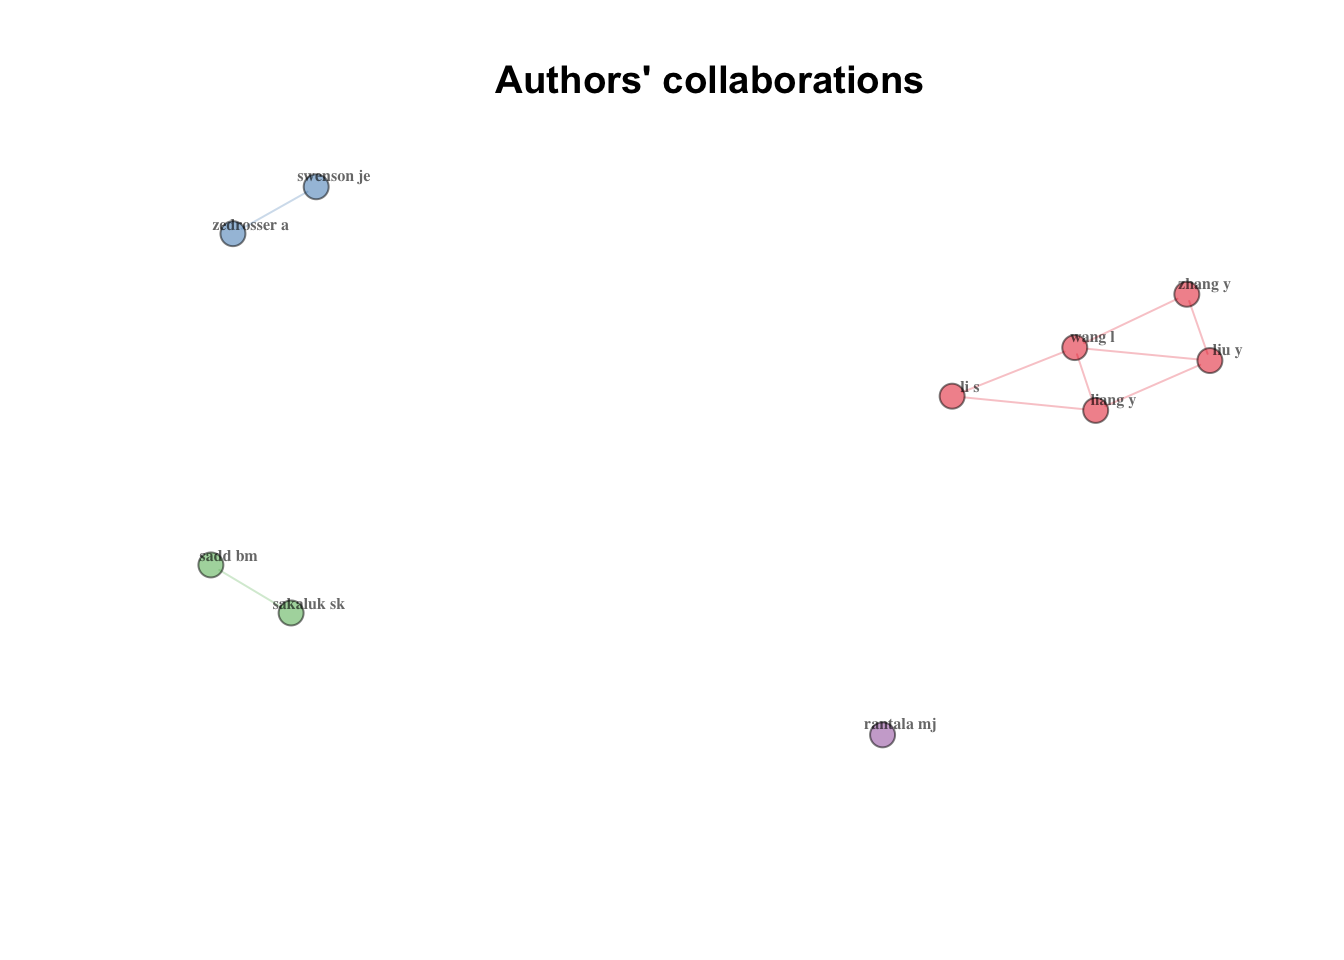 Authors' collaborations
swenson je
zedrosser a
zhang y
wang l
liu y
li s
liang y
sadd bm
sakaluk sk
rantala mj